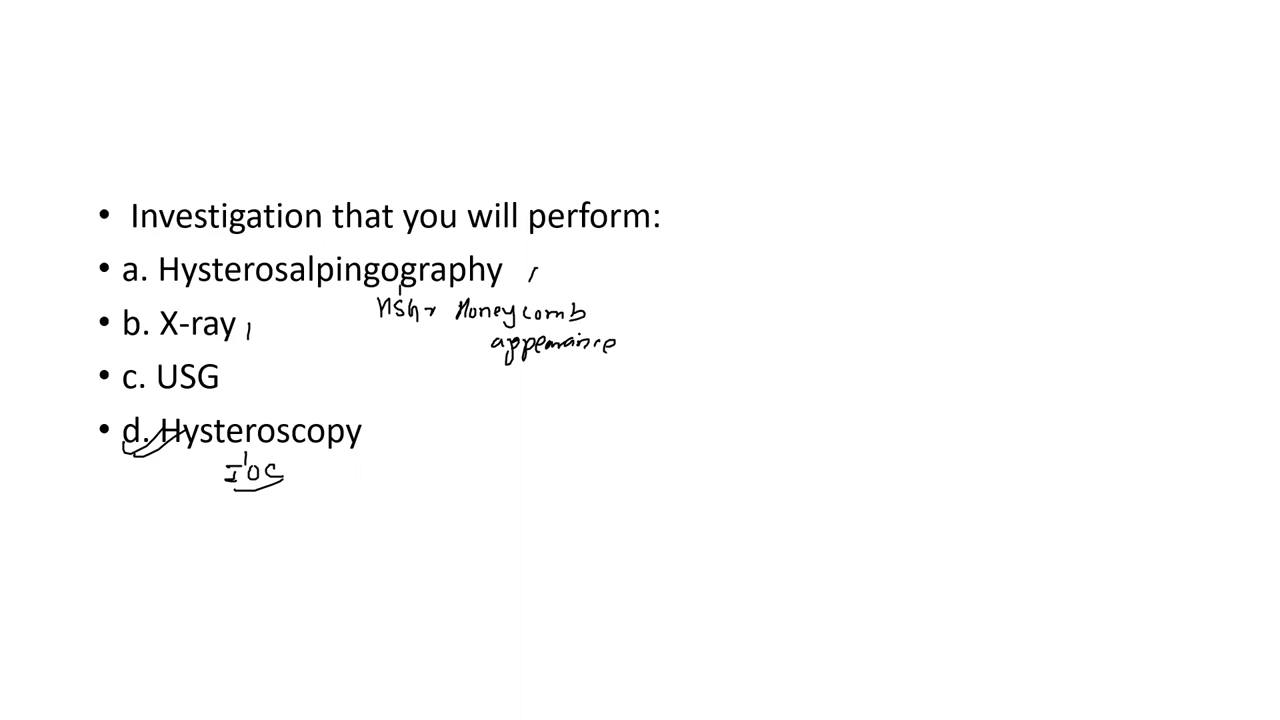 • Investigation that you will perform:
• a. Hysterosalpingography
HSG → Honeycomb
• b. X-ray
appearance
• c. USG
• d. Hysteroscopy
IOC